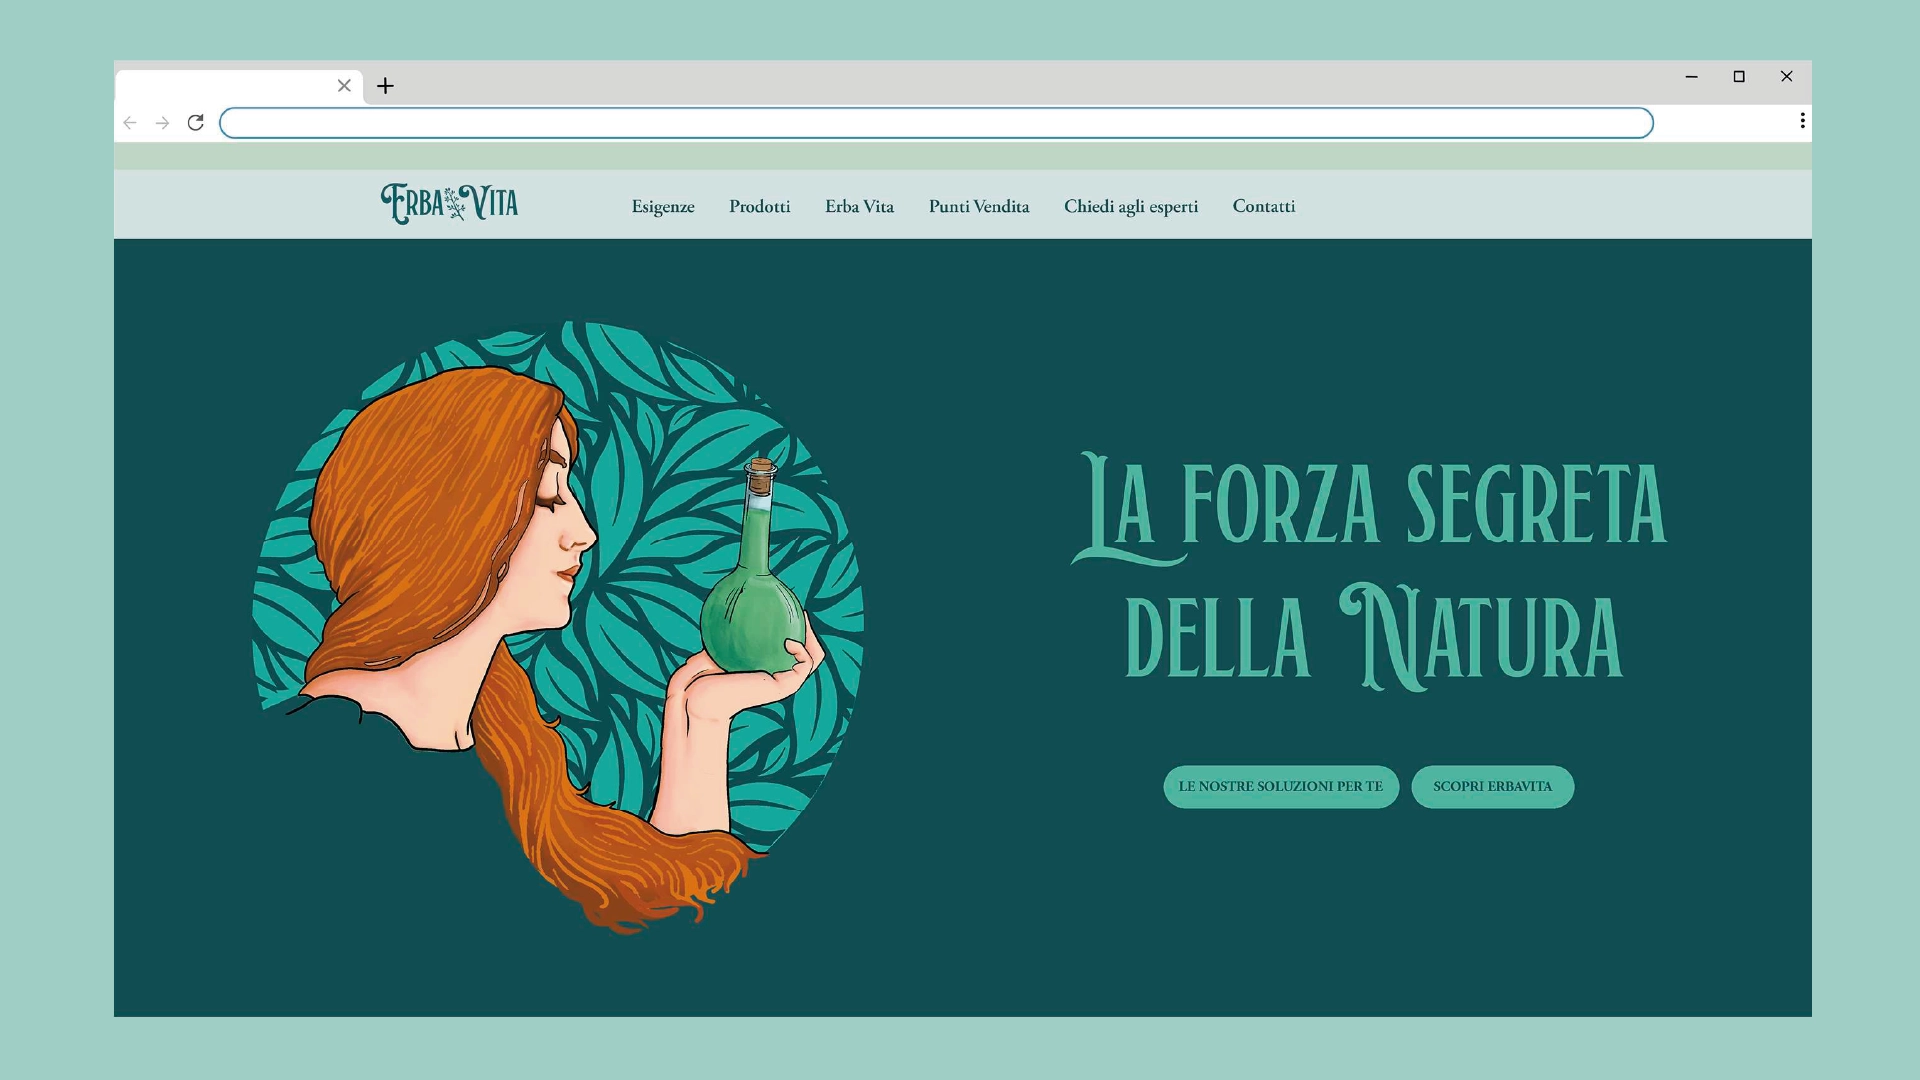 Erba Vita
Esigenze Prodotti Erba Vita Punti Vendita Chiedi agli esperti Contatti
La forza segreta
della Natura
LE NOSTRE SOLUZIONI PER TE SCOPRI ERBAVITA